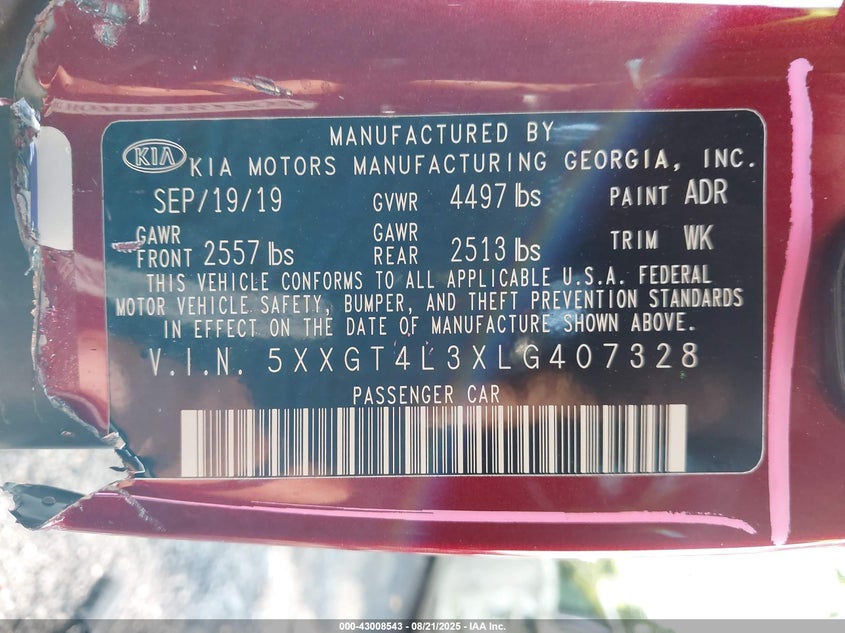 MANUFACTURED BY
KIA KIA MOTORS MANUFACTURING GEORGIA, INC.
SEP/19/19 GVWR 4497 lbs PAINT ADR
GAWR FRONT 2557 lbs GAWR REAR 2513 lbs TRIM WK
THIS VEHICLE CONFORMS TO ALL APPLICABLE U.S.A. FEDERAL
MOTOR VEHICLE SAFETY, BUMPER, AND THEFT PREVENTION STANDARDS
IN EFFECT ON THE DATE OF MANUFACTURE SHOWN ABOVE.
V.I.N. 5XXGT4L3XLG407328
PASSENGER CAR
000-43008543 - 08/21/2025 - IAA Inc.